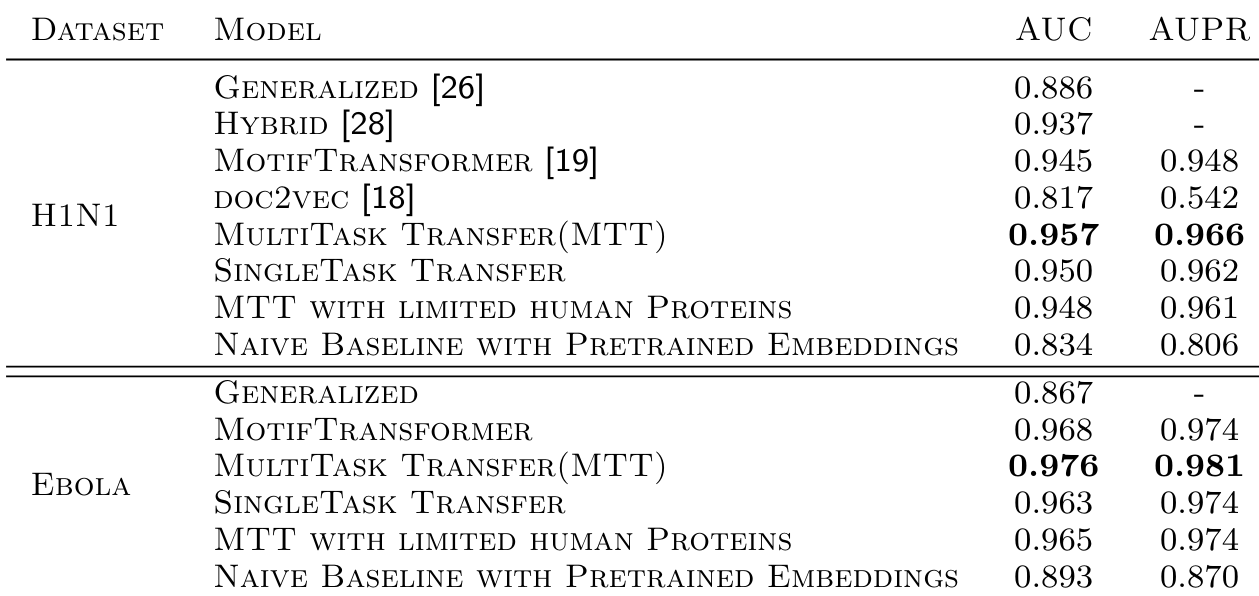 DATASET MODEL AUC AUPR
GENERALIZED [26] 0.886 -
HYBRID [28] 0.937 -
MOTIFTRANSFORMER [19] 0.945 0.948
DOC2VEC [18] 0.817 0.542
H1N1
MULTITASK TRANSFER(MTT) 0.957 0.966
SINGLETASK TRANSFER 0.950 0.962
MTT WITH LIMITED HUMAN PROTEINS 0.948 0.961
NAIVE BASELINE WITH PRETRAINED EMBEDDINGS 0.834 0.806
GENERALIZED 0.867 -
MOTIFTRANSFORMER 0.968 0.974
MULTITASK TRANSFER(MTT) 0.976 0.981
EBOLA
SINGLETASK TRANSFER 0.963 0.974
MTT WITH LIMITED HUMAN PROTEINS 0.965 0.974
NAIVE BASELINE WITH PRETRAINED EMBEDDINGS 0.893 0.870